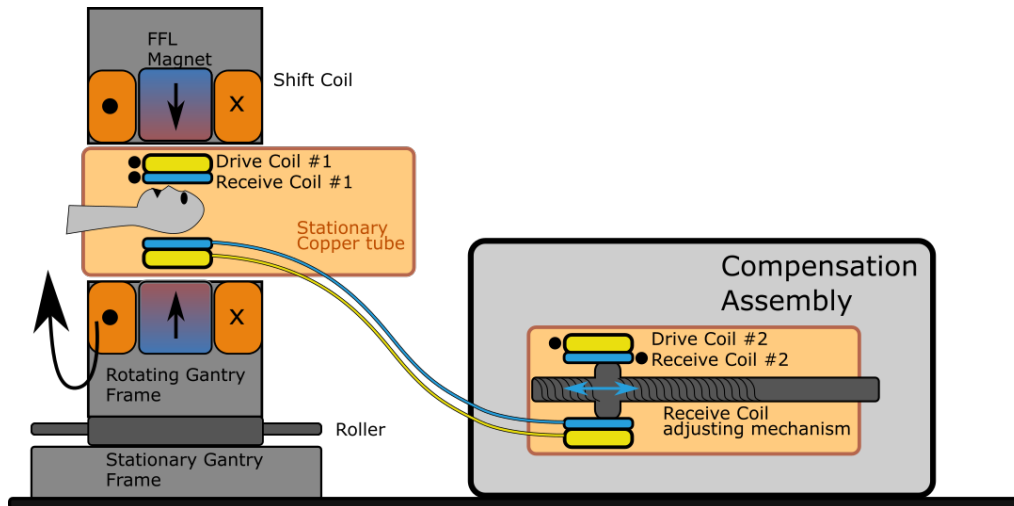 FFL
Magnet
Shift Coil
X
Drive Coil #1
Receive Coil #1
Stationary
Copper tube
X
Rotating Gantry
Frame
Roller
Stationary Gantry
Frame
Compensation
Assembly
Drive Coil #2
Receive Coil #2
Receive Coil
adjusting mechanism